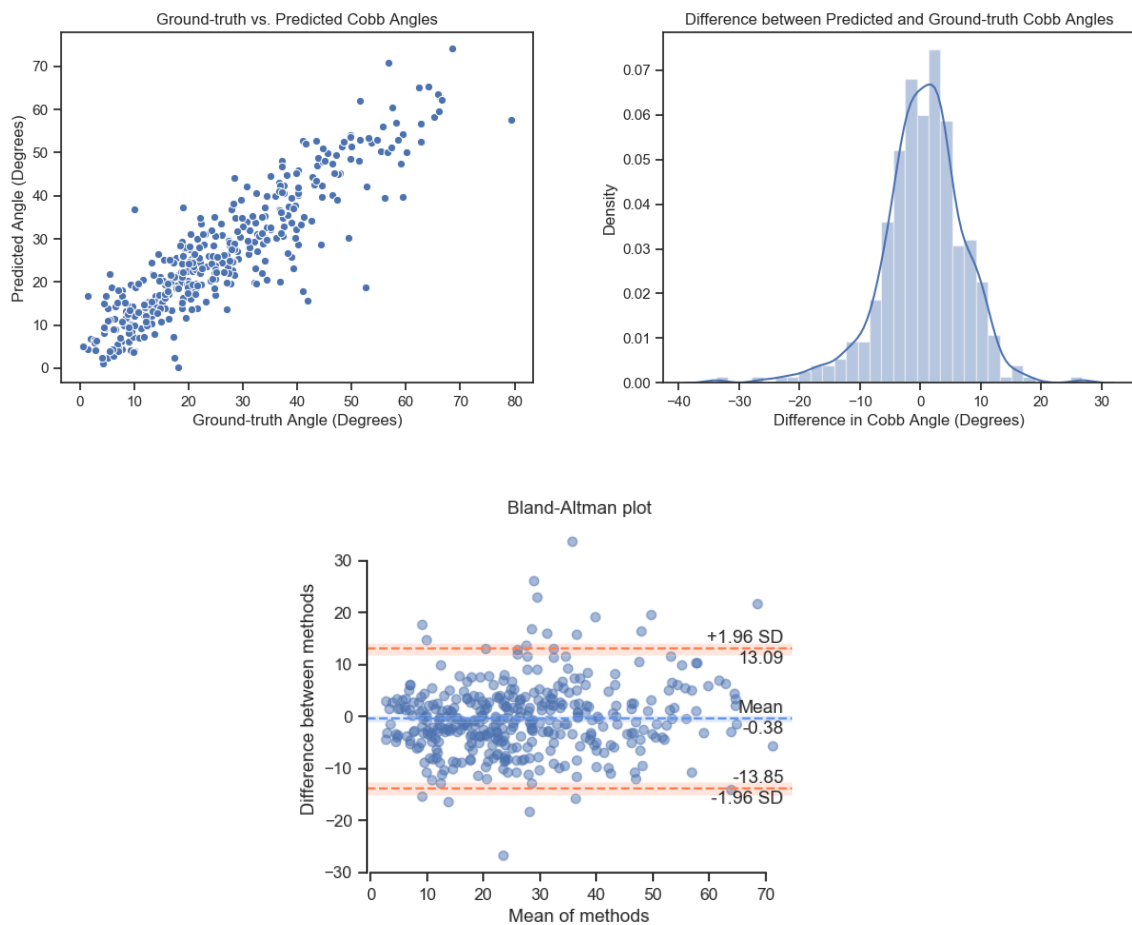 Ground-truth vs. Predicted Cobb Angles
Predicted Angle (Degrees)
70
60
50
40
30
20
10
0
0 10 20 30 40 50 60 70 80
Ground-truth Angle (Degrees)
Difference between Predicted and Ground-truth Cobb Angles
Density
0.07
0.06
0.05
0.04
0.03
0.02
0.01
0.00
−40 −30 −20 −10 0 10 20 30
Difference in Cobb Angle (Degrees)
Bland-Altman plot
Difference between methods
30
20
10
0
−10
−20
−30
+1.96 SD
13.09
Mean
-0.38
-13.85
-1.96 SD
0 10 20 30 40 50 60 70
Mean of methods